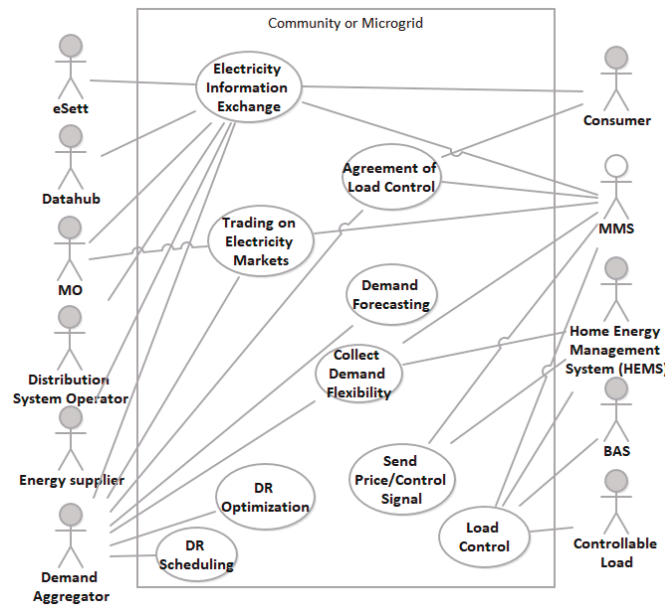 Community or Microgrid
Electricity
Information
Exchange
eSett
Consumer
Agreement of
Load Control
Datahub
MMS
Trading on
Electricity
Markets
MO
Demand
Forecasting
Home Energy
Management
System (HEMS)
Collect
Demand
Flexibility
Distribution
System Operator
BAS
Send
Price/Control
Signal
Energy supplier
DR
Optimization
Load
Control
Controllable
Load
DR
Scheduling
Demand
Aggregator